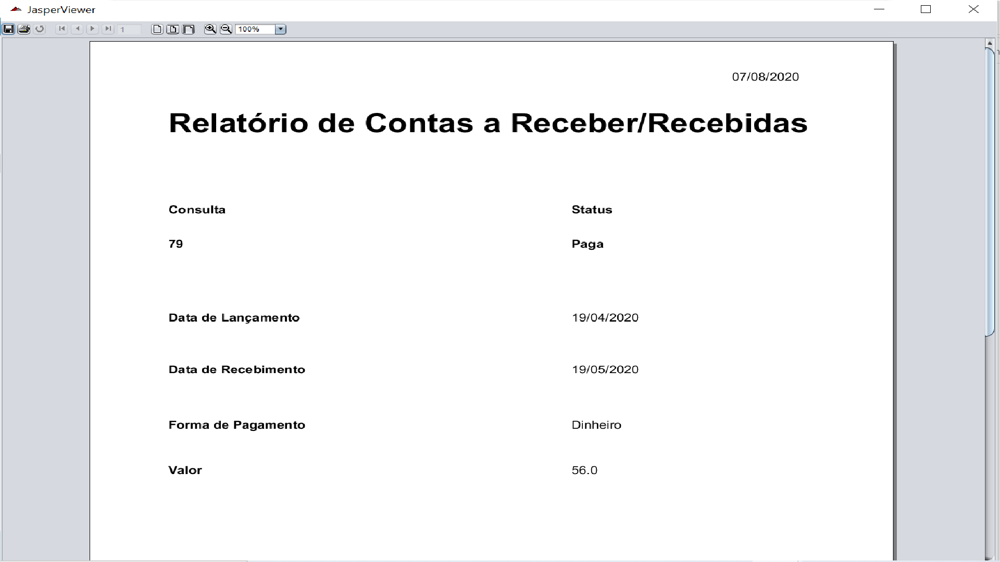 JasperViewer
1
100%
07/08/2020
Relatório de Contas a Receber/Recebidas
Consulta Status
79 Paga
Data de Lançamento 19/04/2020
Data de Recebimento 19/05/2020
Forma de Pagamento Dinheiro
Valor 56.0